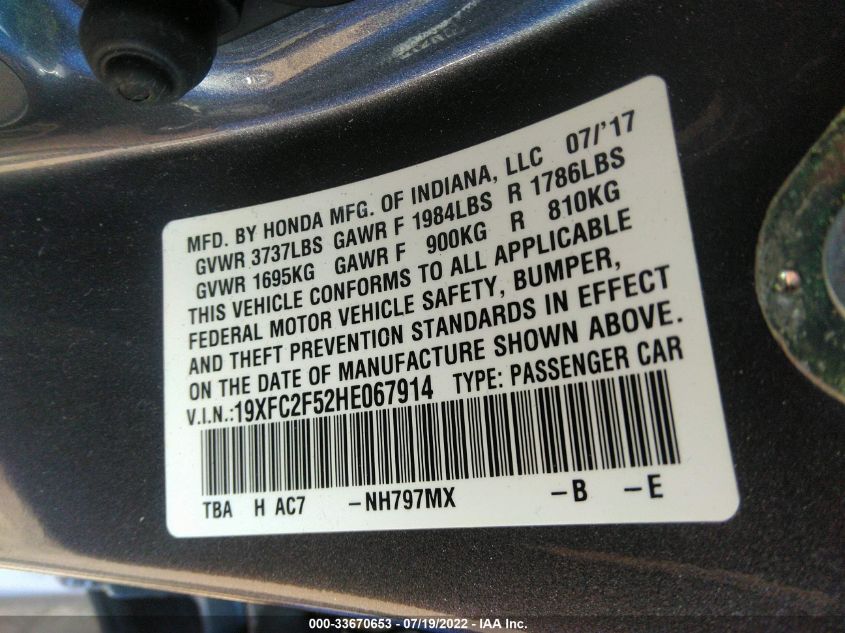 MFD. BY HONDA MFG. OF INDIANA, LLC 07/'17
GVWR 3737LBS GAWR F 1984LBS R 1786LBS
GVWR 1695KG GAWR F 900KG R 810KG
THIS VEHICLE CONFORMS TO ALL APPLICABLE
FEDERAL MOTOR VEHICLE SAFETY, BUMPER,
AND THEFT PREVENTION STANDARDS IN EFFECT
ON THE DATE OF MANUFACTURE SHOWN ABOVE.
V.I.N.:19XFC2F52HE067914 TYPE: PASSENGER CAR
TBA H AC7 –NH797MX –B –E
000-33670653 - 07/19/2022 - IAA Inc.